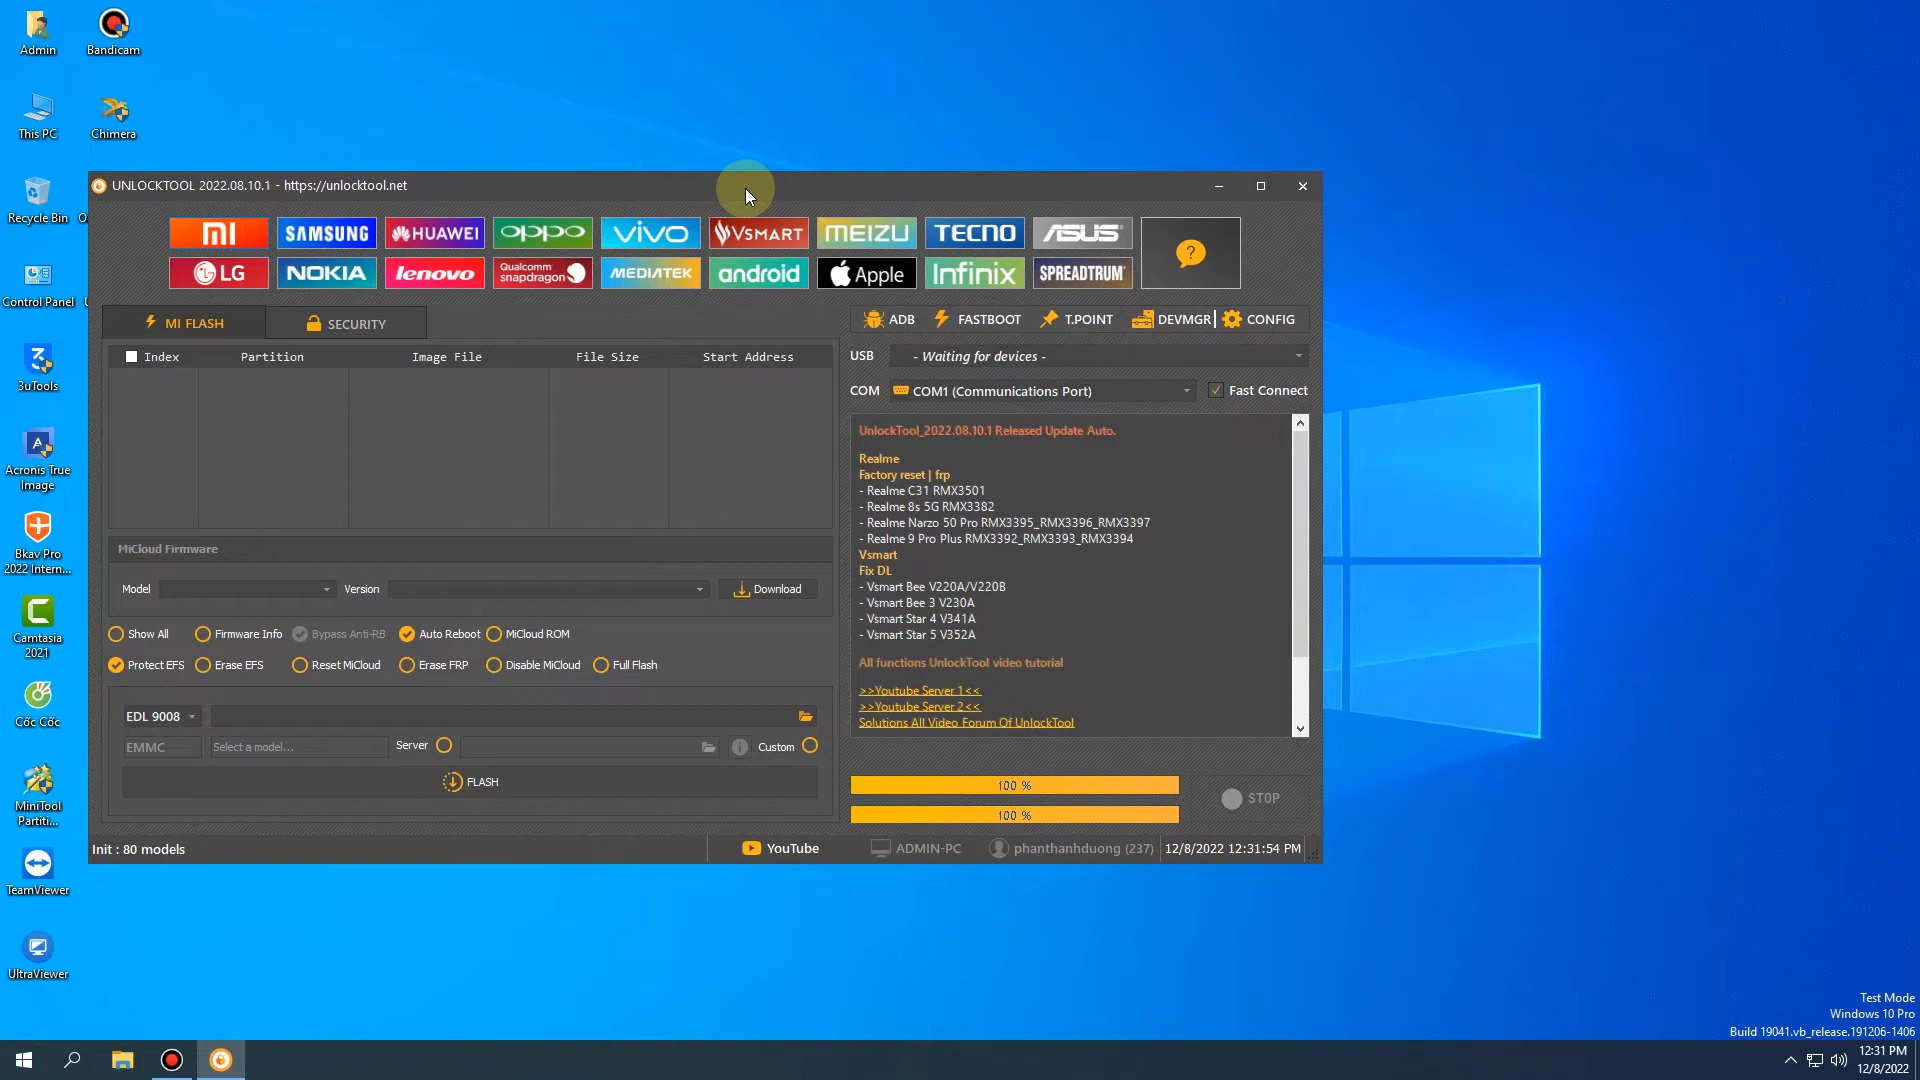 Admin
Bandicam
This PC
Chimera
Recycle Bin
O
Control Panel
3uTools
Acronis True
Image
Bkav Pro
2022 Intern...
Camtasia
2021
Cốc Cốc
MiniTool
Partiti...
TeamViewer
UltraViewer
UNLOCKTOOL 2022.08.10.1 - https://unlocktool.net
mi
SAMSUNG
HUAWEI
oppo
vivo
VSMART
MEIZU
TECNO
ASUS
?
LG
NOKIA
lenovo
Qualcomm
snapdragon
MEDIATEK
android
Apple
Infinix
SPREADTRUM
MI FLASH
SECURITY
ADB
FASTBOOT
T.POINT
DEVMGR
CONFIG
Index
Partition
Image File
File Size
Start Address
USB
- Waiting for devices -
COM
COM1 (Communications Port)
Fast Connect
UnlockTool_2022.08.10.1 Released Update Auto.
Realme
Factory reset | frp
- Realme C31 RMX3501
- Realme 8s 5G RMX3382
- Realme Narzo 50 Pro RMX3395_RMX3396_RMX3397
- Realme 9 Pro Plus RMX3392_RMX3393_RMX3394
Vsmart
Fix DL
- Vsmart Bee V220A/V220B
- Vsmart Bee 3 V230A
- Vsmart Star 4 V341A
- Vsmart Star 5 V352A
All functions UnlockTool video tutorial
>>Youtube Server 1<<
>>Youtube Server 2<<
Solutions All Video Forum Of UnlockTool
MiCloud Firmware
Model
Version
Download
Show All
Firmware Info
Bypass Anti-RB
Auto Reboot
MiCloud ROM
Protect EFS
Erase EFS
Reset MiCloud
Erase FRP
Disable MiCloud
Full Flash
EDL 9008
EMMC
Select a model...
Server
Custom
FLASH
100 %
100 %
STOP
Init : 80 models
YouTube
ADMIN-PC
phanthanhduong (237)
12/8/2022 12:31:54 PM
Test Mode
Windows 10 Pro
Build 19041.vb_release.191206-1406
12:31 PM
12/8/2022